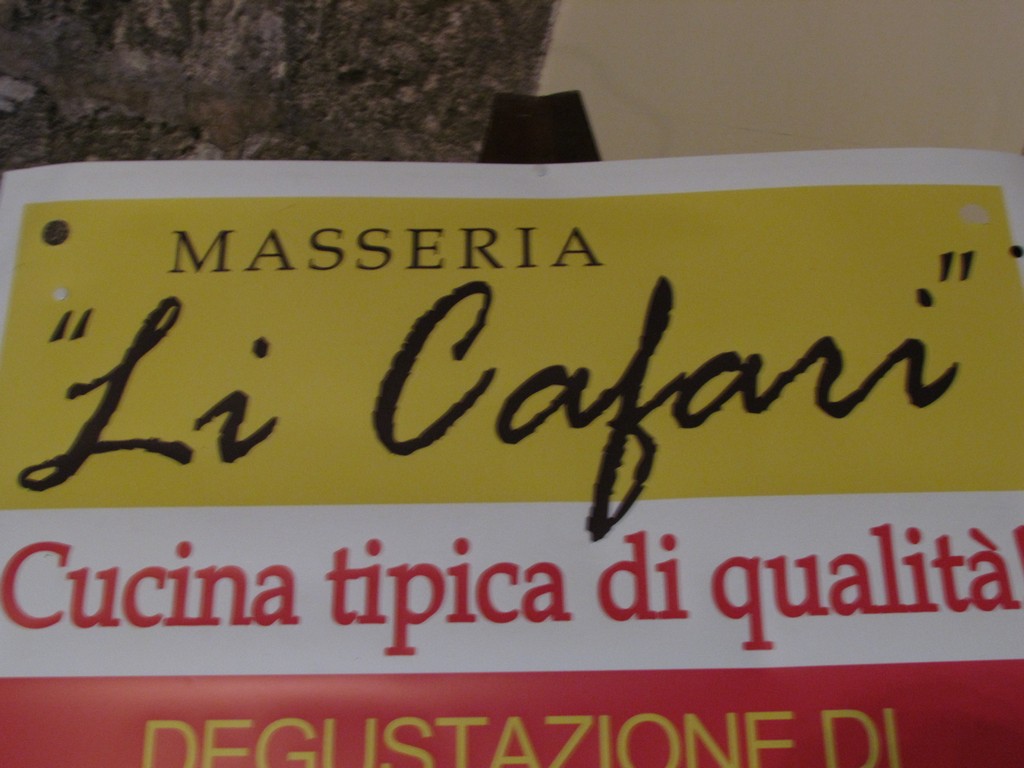 MASSERIA
"Li Cafari"
Cucina tipica di qualità!
DEGUSTAZIONE DI